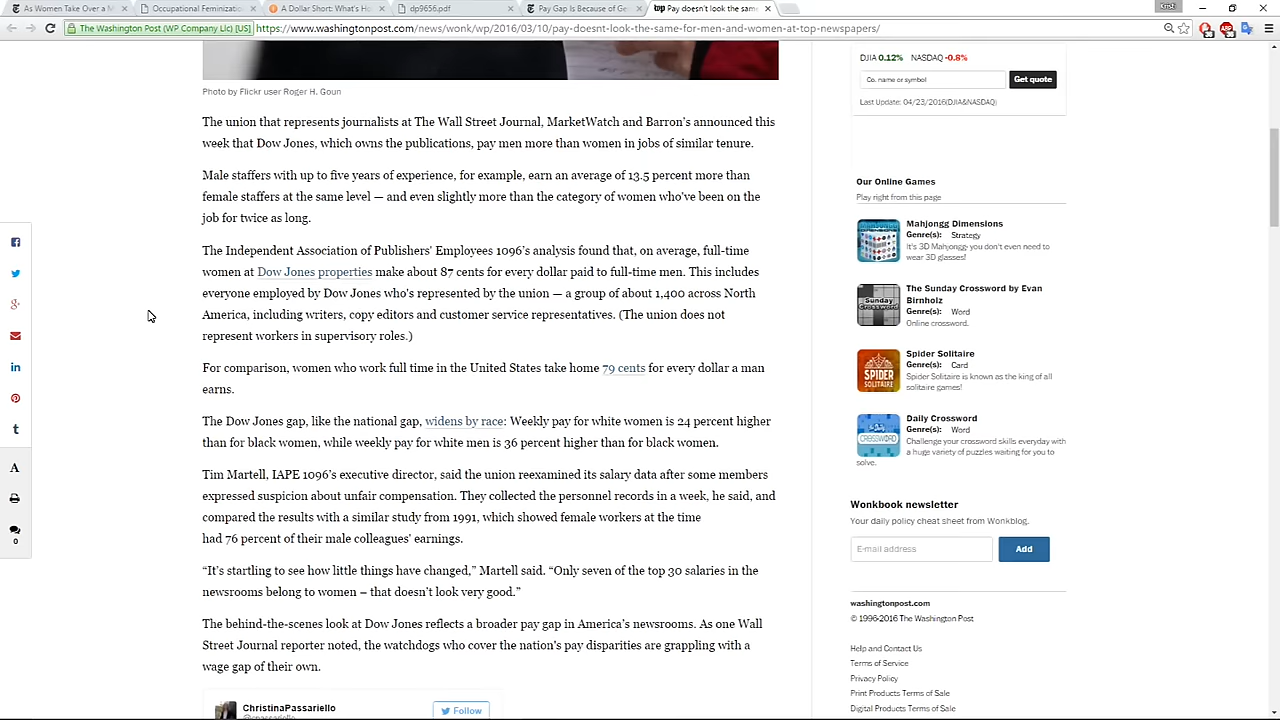 As Women Take Over a M
Occupational Feminizatio
A Dollar Short: What's Ho
dp9656.pdf
Pay Gap Is Because of Gen
Pay doesn't look the same
The Washington Post (WP Company Llc) [US]
https://www.washingtonpost.com/news/wonk/wp/2016/03/10/pay-doesnt-look-the-same-for-men-and-women-at-top-newspapers/
Photo by Flickr user Roger H. Goun
The union that represents journalists at The Wall Street Journal, MarketWatch and Barron's announced this
week that Dow Jones, which owns the publications, pay men more than women in jobs of similar tenure.
Male staffers with up to five years of experience, for example, earn an average of 13.5 percent more than
female staffers at the same level — and even slightly more than the category of women who've been on the
job for twice as long.
The Independent Association of Publishers' Employees 1096's analysis found that, on average, full-time
women at Dow Jones properties make about 87 cents for every dollar paid to full-time men. This includes
everyone employed by Dow Jones who's represented by the union — a group of about 1,400 across North
America, including writers, copy editors and customer service representatives. (The union does not
represent workers in supervisory roles.)
For comparison, women who work full time in the United States take home 79 cents for every dollar a man
earns.
The Dow Jones gap, like the national gap, widens by race: Weekly pay for white women is 24 percent higher
than for black women, while weekly pay for white men is 36 percent higher than for black women.
Tim Martell, IAPE 1096's executive director, said the union reexamined its salary data after some members
expressed suspicion about unfair compensation. They collected the personnel records in a week, he said, and
compared the results with a similar study from 1991, which showed female workers at the time
had 76 percent of their male colleagues' earnings.
“It's startling to see how little things have changed,” Martell said. “Only seven of the top 30 salaries in the
newsrooms belong to women – that doesn't look very good.”
The behind-the-scenes look at Dow Jones reflects a broader pay gap in America's newsrooms. As one Wall
Street Journal reporter noted, the watchdogs who cover the nation's pay disparities are grappling with a
wage gap of their own.
ChristinaPassariello
@cpassariello
Follow
A
0
DJIA 0.12% NASDAQ -0.8%
Co. name or symbol
Get quote
Last Update: 04/23/2016(DJIA&NASDAQ)
Our Online Games
Play right from this page
Mahjongg Dimensions
Genre(s): Strategy
It's 3D Mahjongg- you don't even need to
wear 3D glasses!
Sunday
Crossword
The Sunday Crossword by Evan
Birnholz
Genre(s): Word
Online crossword.
SPIDER
SOLITAIRE
Spider Solitaire
Genre(s): Card
Spider Solitaire is known as the king of all
solitaire games!
DAILY
CROSSWORD
Daily Crossword
Genre(s): Word
Challenge your crossword skills everyday with
a huge variety of puzzles waiting for you to
solve.
Wonkbook newsletter
Your daily policy cheat sheet from Wonkblog.
E-mail address
Add
washingtonpost.com
© 1996-2016 The Washington Post
Help and Contact Us
Terms of Service
Privacy Policy
Print Products Terms of Sale
Digital Products Terms of Sale